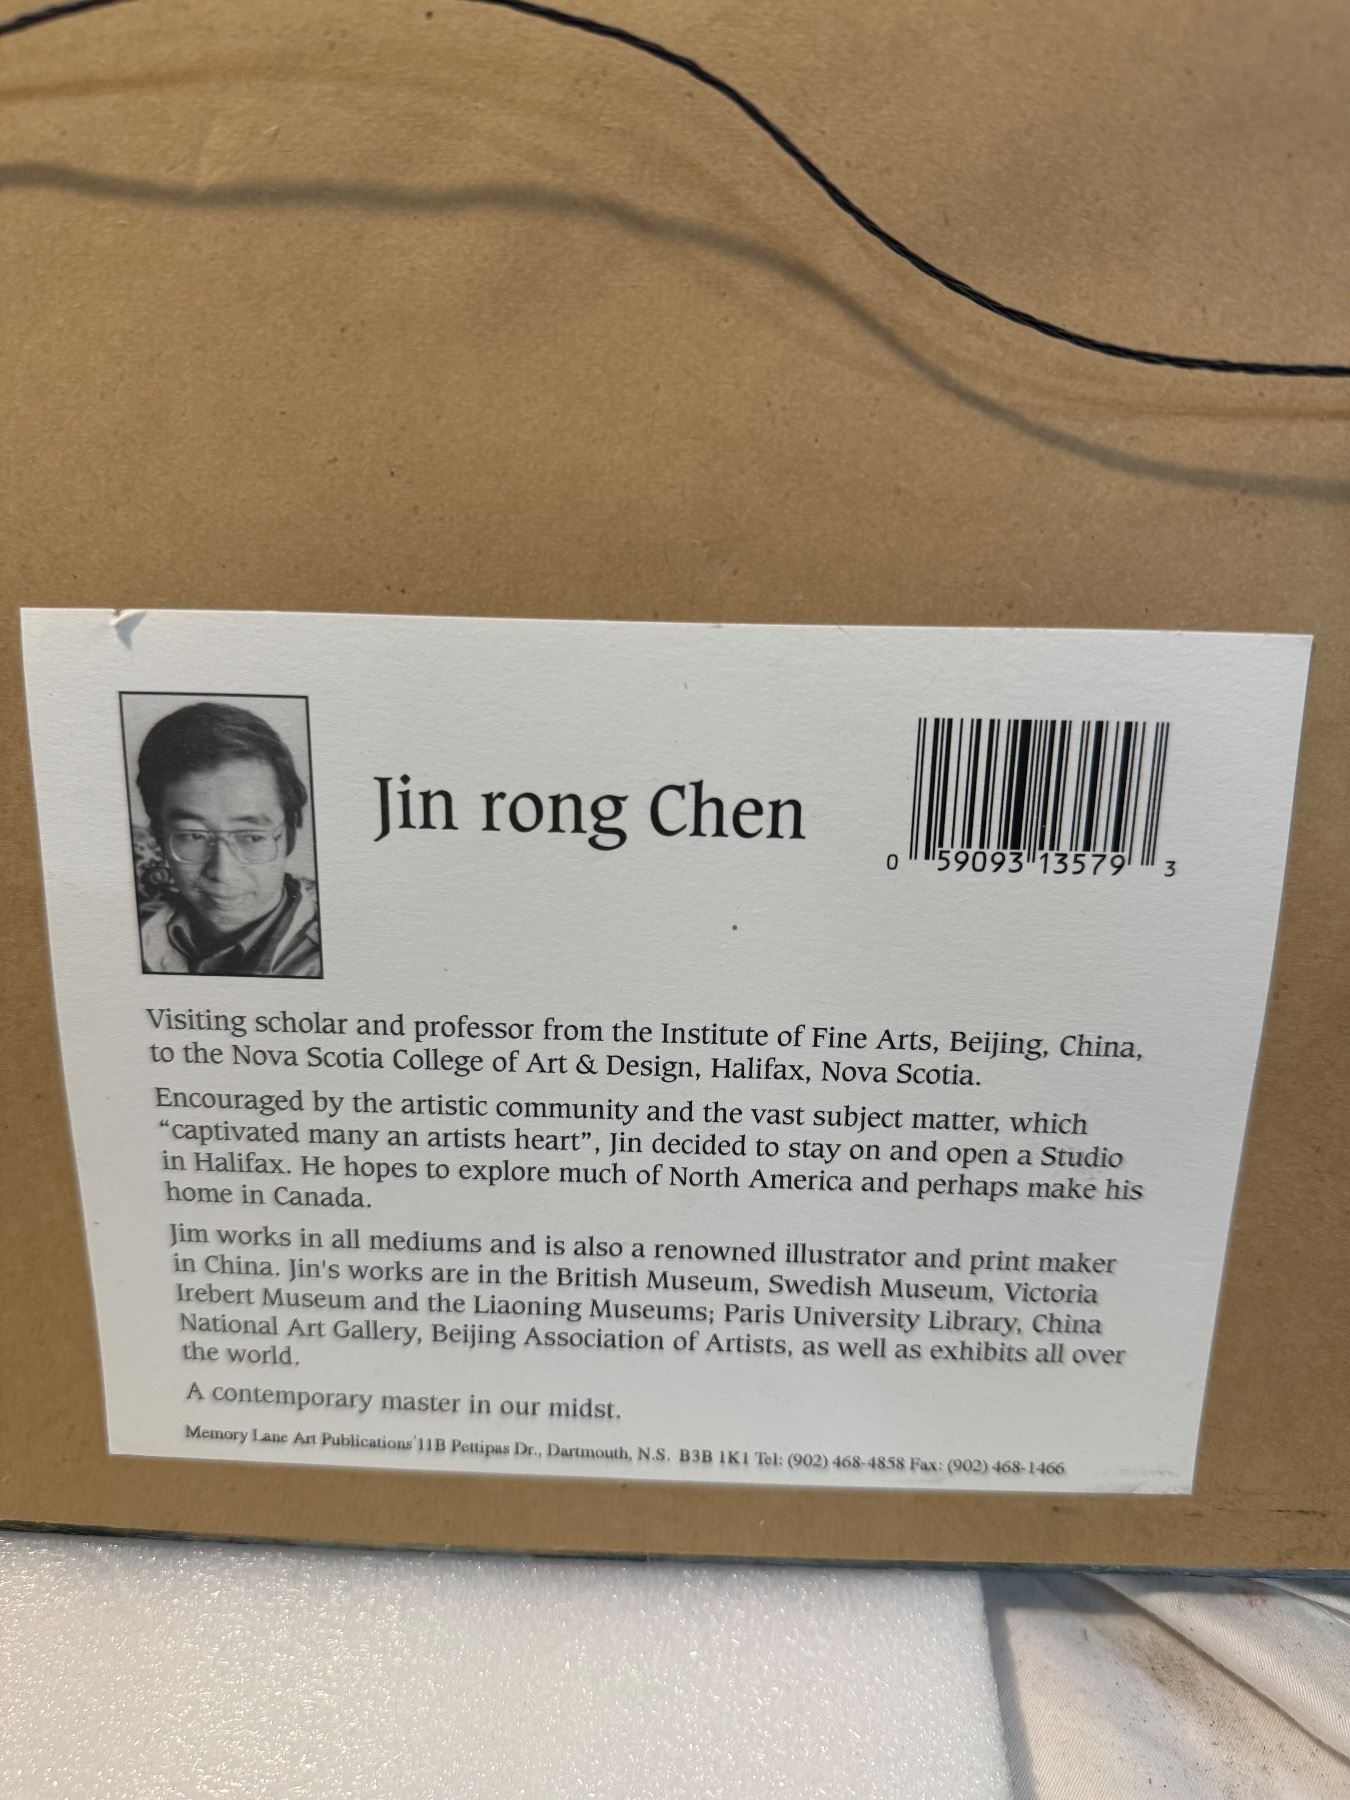 Jin rong Chen
0 59093 13579 3
Visiting scholar and professor from the Institute of Fine Arts, Beijing, China,
to the Nova Scotia College of Art & Design, Halifax, Nova Scotia.
Encouraged by the artistic community and the vast subject matter, which
“captivated many an artists heart”, Jin decided to stay on and open a Studio
in Halifax. He hopes to explore much of North America and perhaps make his
home in Canada.
Jim works in all mediums and is also a renowned illustrator and print maker
in China. Jin's works are in the British Museum, Swedish Museum, Victoria
Irebert Museum and the Liaoning Museums; Paris University Library, China
National Art Gallery, Beijing Association of Artists, as well as exhibits all over
the world.
A contemporary master in our midst.
Memory Lane Art Publications 11B Pettipas Dr., Dartmouth, N.S. B3B 1K1 Tel: (902) 468-4858 Fax: (902) 468-1466